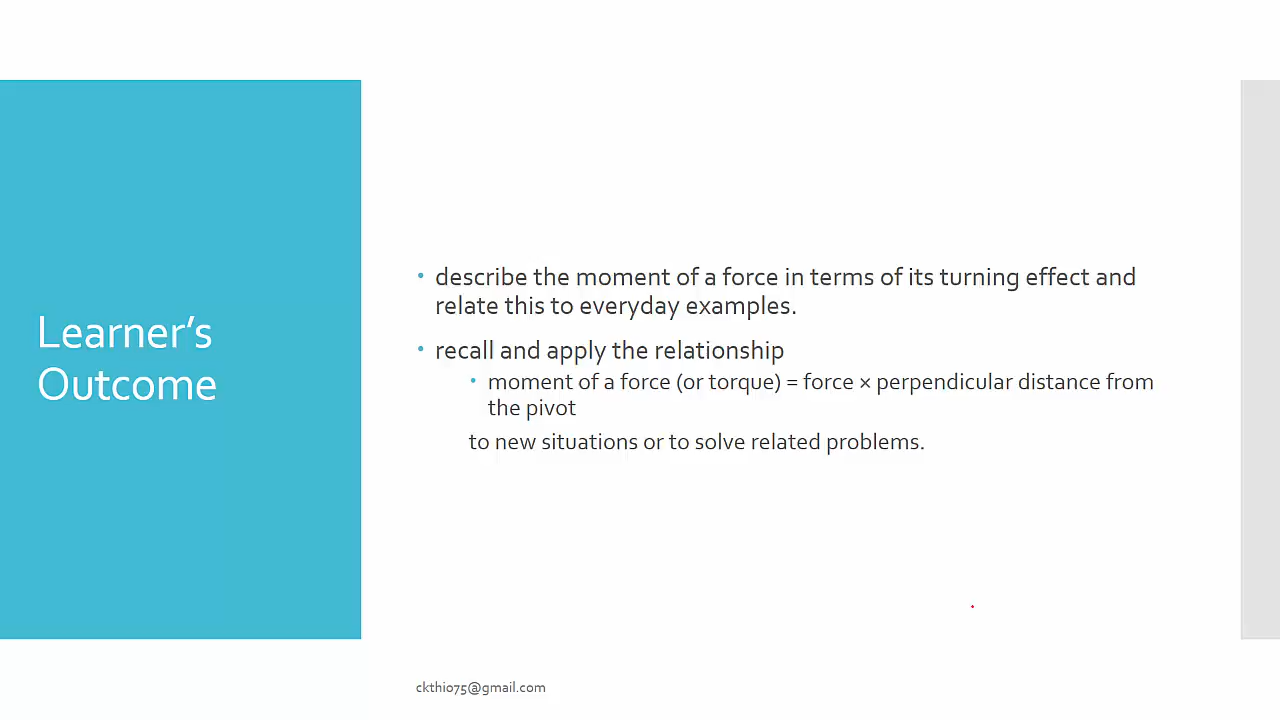 Learner's
Outcome
• describe the moment of a force in terms of its turning effect and
relate this to everyday examples.
• recall and apply the relationship
• moment of a force (or torque) = force × perpendicular distance from
the pivot
to new situations or to solve related problems.
ckthio75@gmail.com